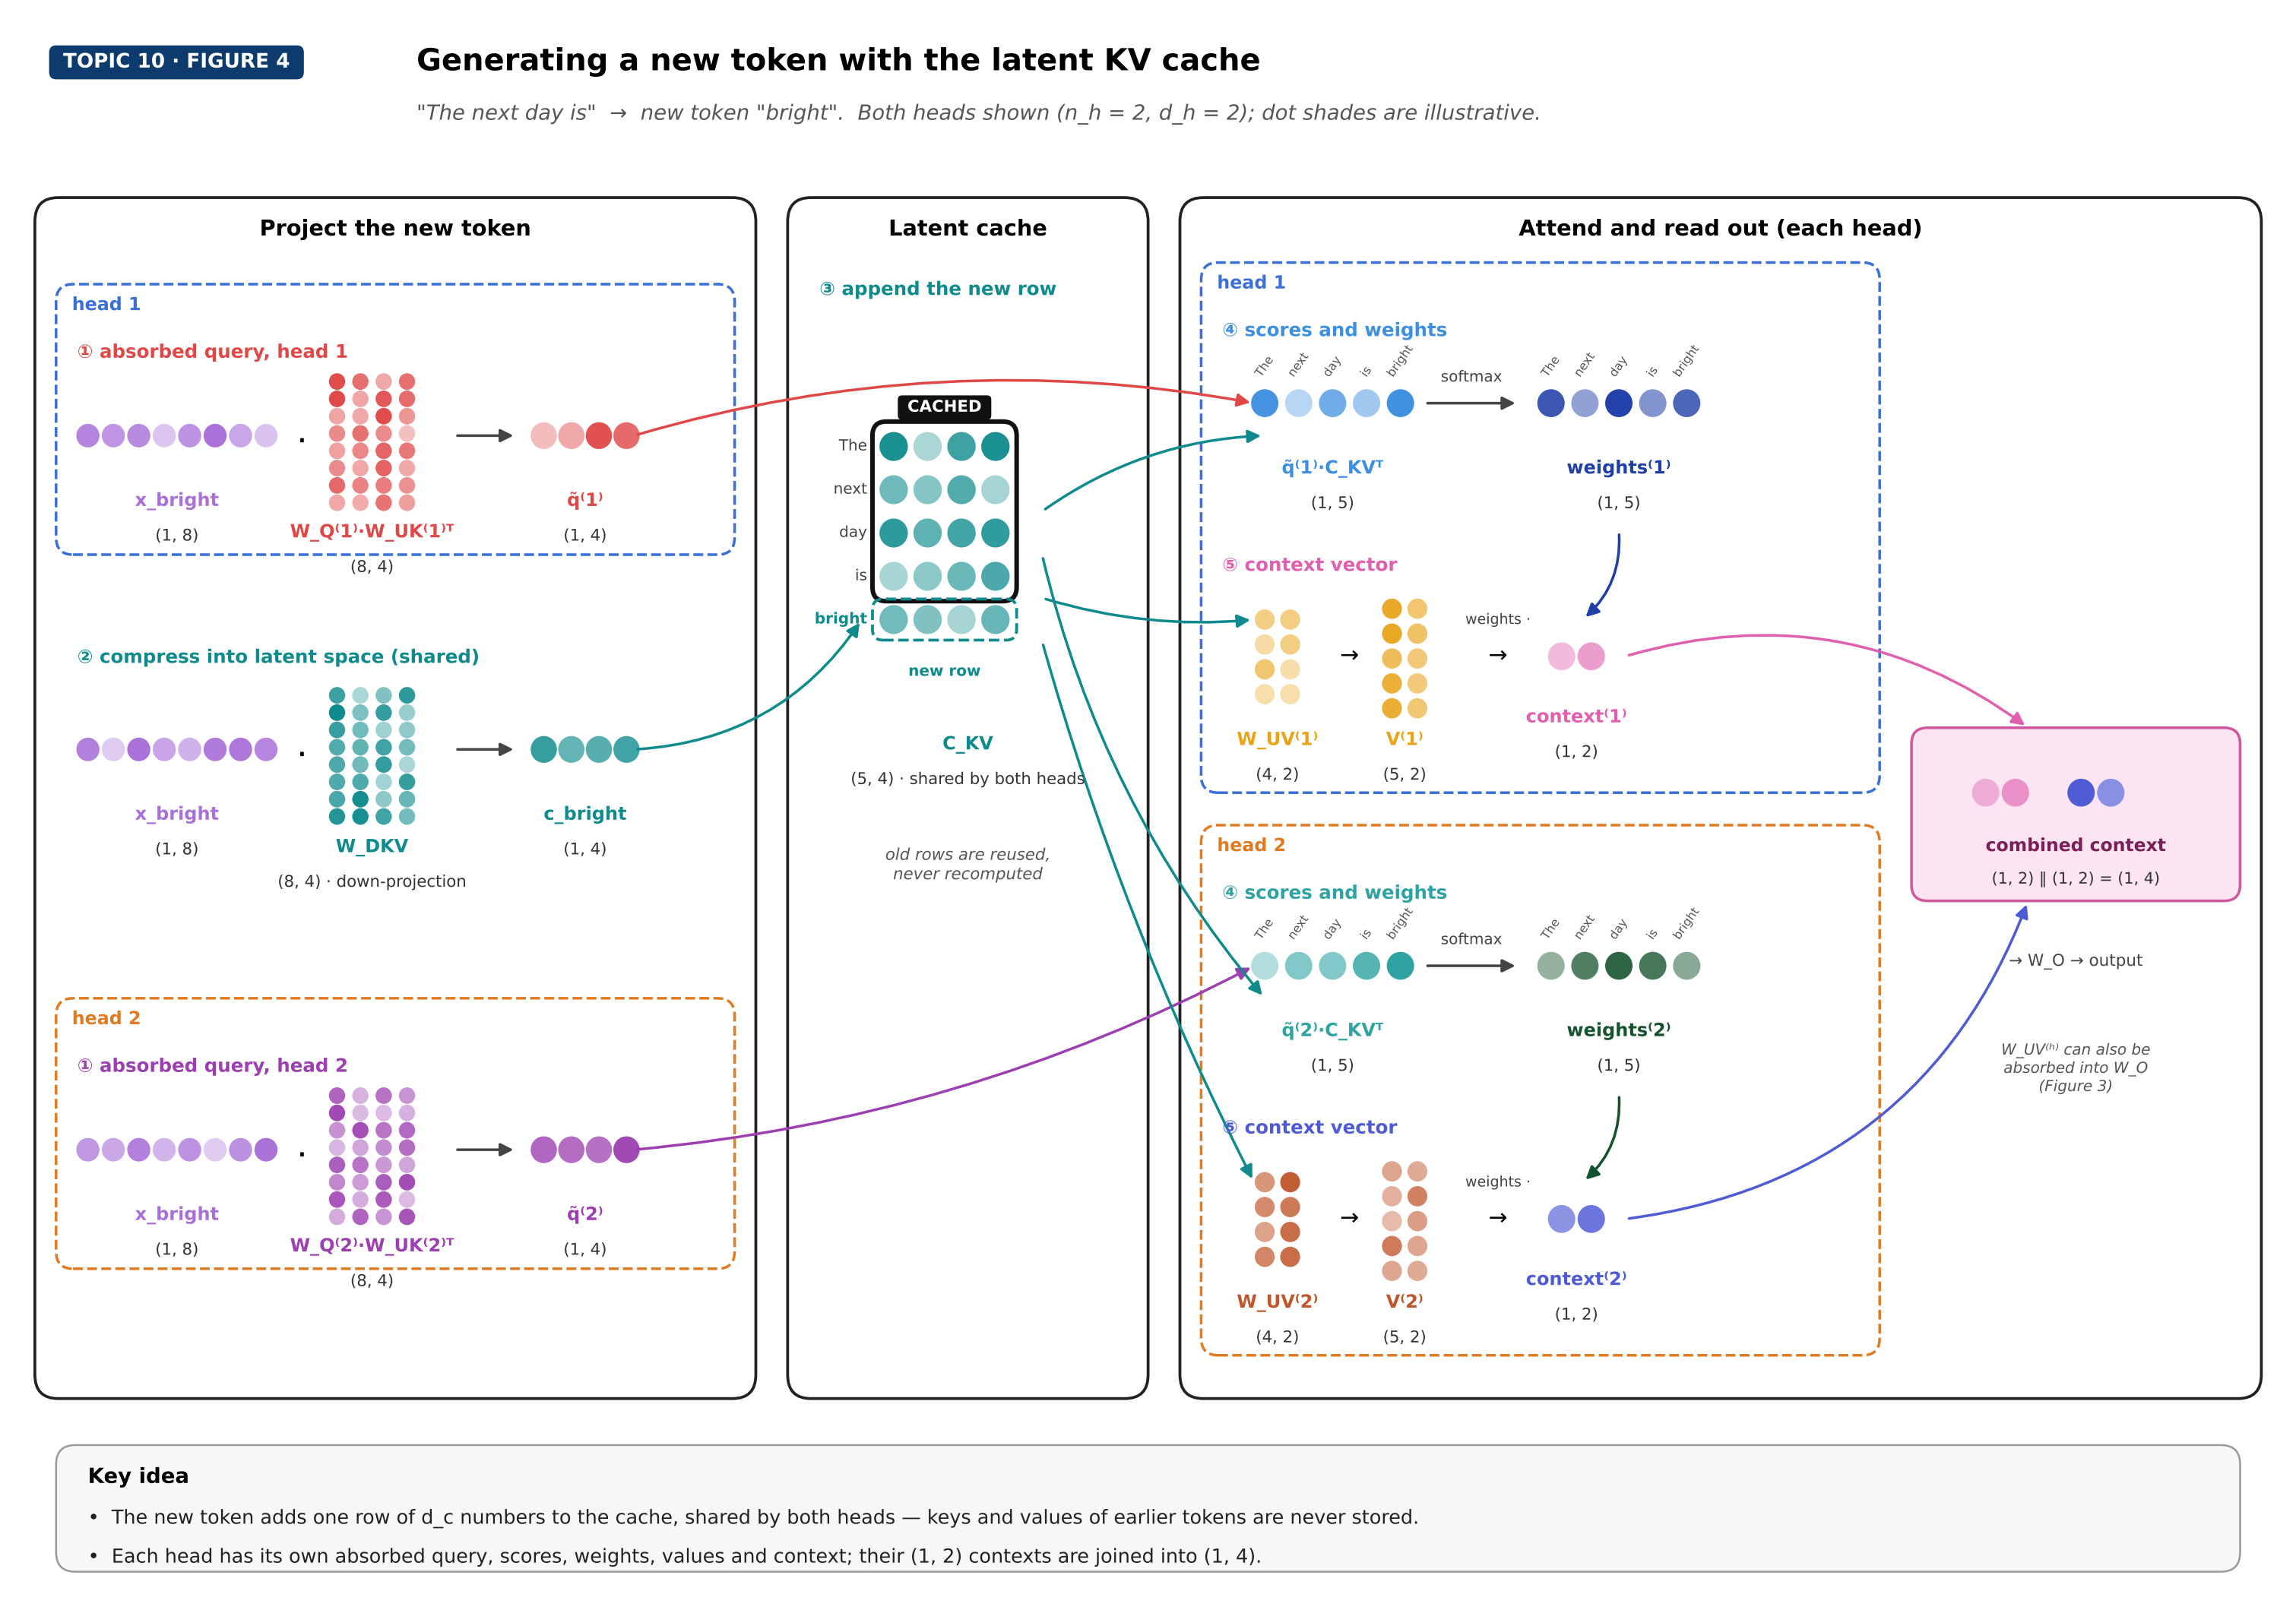 TOPIC 10 · FIGURE 4
Generating a new token with the latent KV cache
"The next day is" → new token "bright". Both heads shown (n_h = 2, d_h = 2); dot shades are illustrative.
Project the new token
head 1
① absorbed query, head 1
·
x_bright
(1, 8)
W_Q⁽¹⁾·W_UK⁽¹⁾ᵀ
(8, 4)
q̃⁽¹⁾
(1, 4)
② compress into latent space (shared)
·
x_bright
(1, 8)
W_DKV
(8, 4) · down-projection
c_bright
(1, 4)
head 2
① absorbed query, head 2
·
x_bright
(1, 8)
W_Q⁽²⁾·W_UK⁽²⁾ᵀ
(8, 4)
q̃⁽²⁾
(1, 4)
Latent cache
③ append the new row
CACHED
The
next
day
is
bright
new row
C_KV
(5, 4) · shared by both heads
old rows are reused,
never recomputed
Attend and read out (each head)
head 1
④ scores and weights
The next day is bright
softmax
The next day is bright
q̃⁽¹⁾·C_KVᵀ
(1, 5)
weights⁽¹⁾
(1, 5)
⑤ context vector
→
weights ·
→
W_UV⁽¹⁾
(4, 2)
V⁽¹⁾
(5, 2)
context⁽¹⁾
(1, 2)
head 2
④ scores and weights
The next day is bright
softmax
The next day is bright
q̃⁽²⁾·C_KVᵀ
(1, 5)
weights⁽²⁾
(1, 5)
⑤ context vector
→
weights ·
→
W_UV⁽²⁾
(4, 2)
V⁽²⁾
(5, 2)
context⁽²⁾
(1, 2)
combined context
(1, 2) ∥ (1, 2) = (1, 4)
→ W_O → output
W_UV⁽ʰ⁾ can also be
absorbed into W_O
(Figure 3)
Key idea
• The new token adds one row of d_c numbers to the cache, shared by both heads — keys and values of earlier tokens are never stored.
• Each head has its own absorbed query, scores, weights, values and context; their (1, 2) contexts are joined into (1, 4).